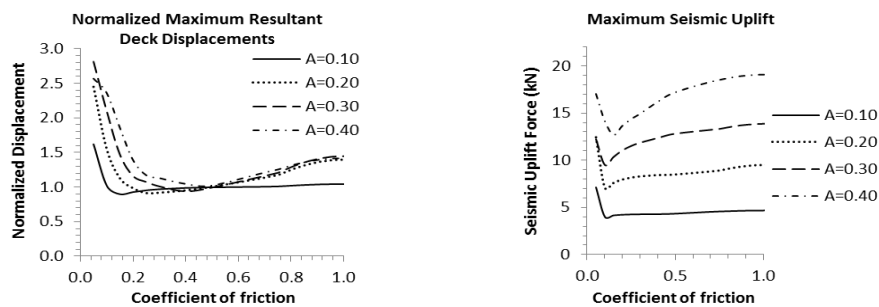 Normalized Maximum Resultant
Deck Displacements
Normalized Displacement
3.0
2.5
2.0
1.5
1.0
0.5
0.0
0.0 0.2 0.4 0.6 0.8 1.0
Coefficient of friction
A=0.10
A=0.20
A=0.30
A=0.40
Maximum Seismic Uplift
Seismic Uplift Force (kN)
20
15
10
5
0
0.0 0.5 1.0
Coefficient of friction
A=0.10
A=0.20
A=0.30
A=0.40